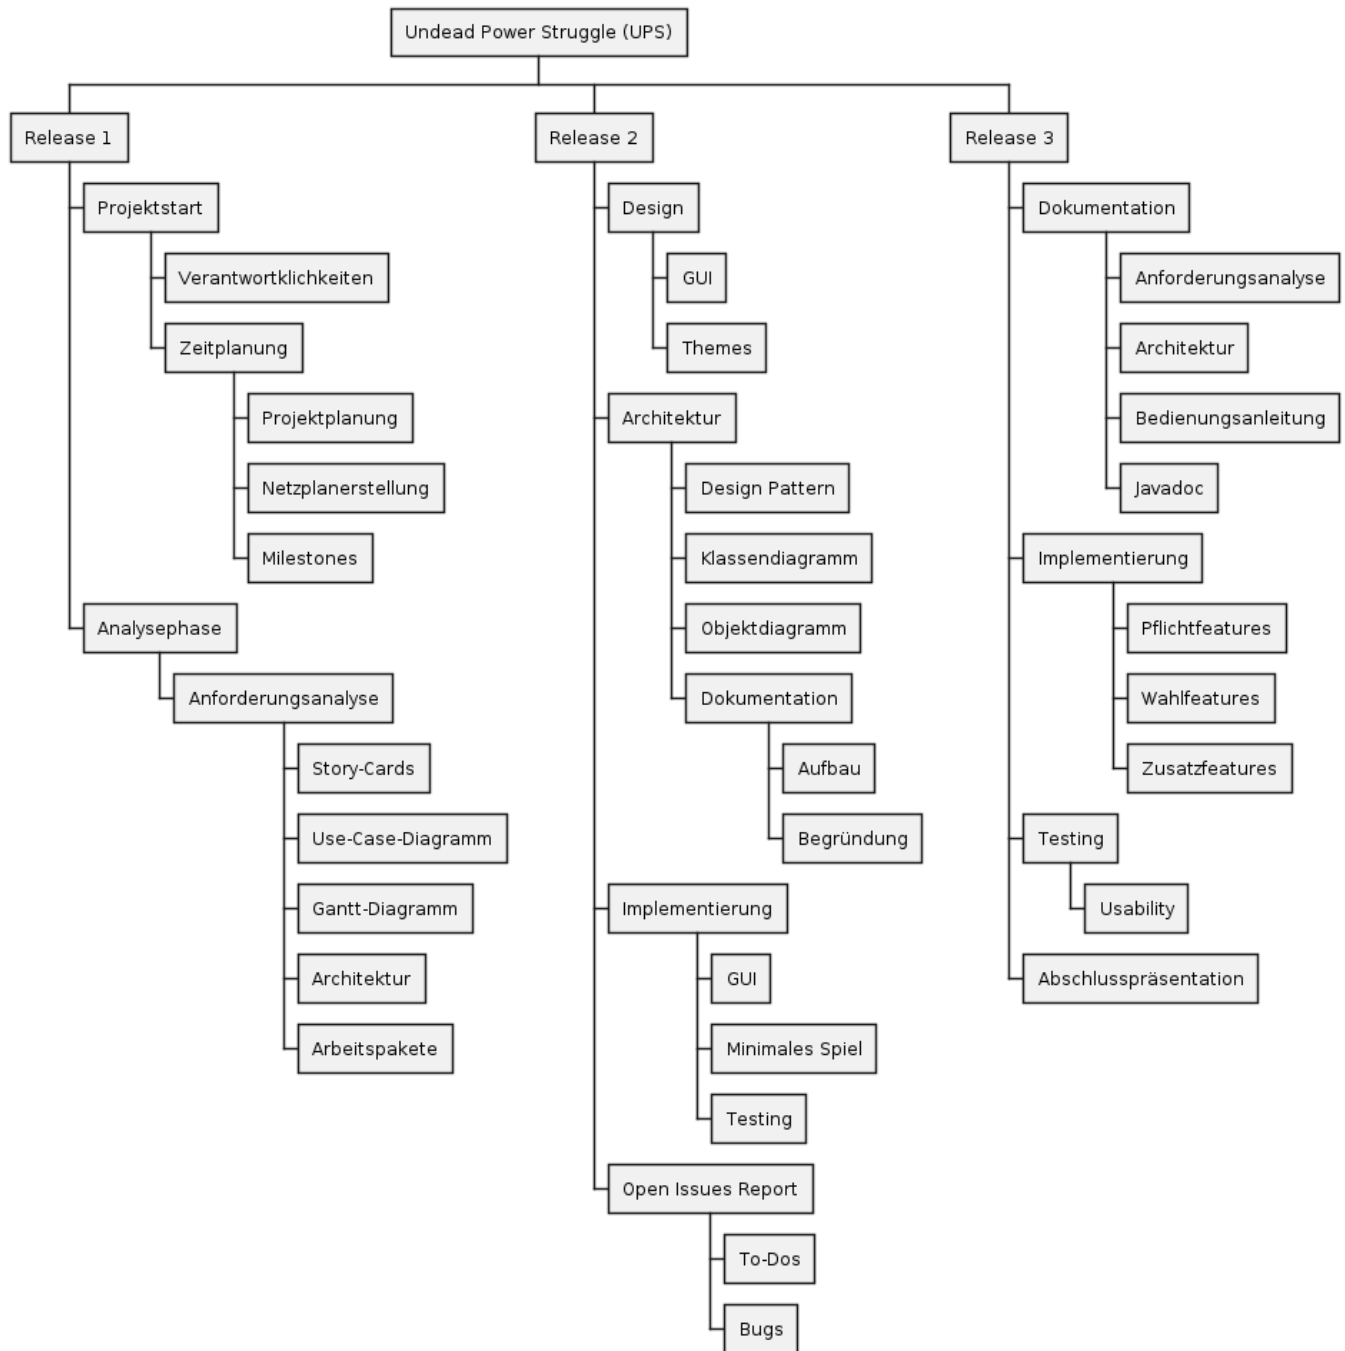 Undead Power Struggle (UPS)
Release 1
Projektstart
Verantwortklichkeiten
Zeitplanung
Projektplanung
Netzplanerstellung
Milestones
Analysephase
Anforderungsanalyse
Story-Cards
Use-Case-Diagramm
Gantt-Diagramm
Architektur
Arbeitspakete
Release 2
Design
GUI
Themes
Architektur
Design Pattern
Klassendiagramm
Objektdiagramm
Dokumentation
Aufbau
Begründung
Implementierung
GUI
Minimales Spiel
Testing
Open Issues Report
To-Dos
Bugs
Release 3
Dokumentation
Anforderungsanalyse
Architektur
Bedienungsanleitung
Javadoc
Implementierung
Pflichtfeatures
Wahlfeatures
Zusatzfeatures
Testing
Usability
Abschlusspräsentation